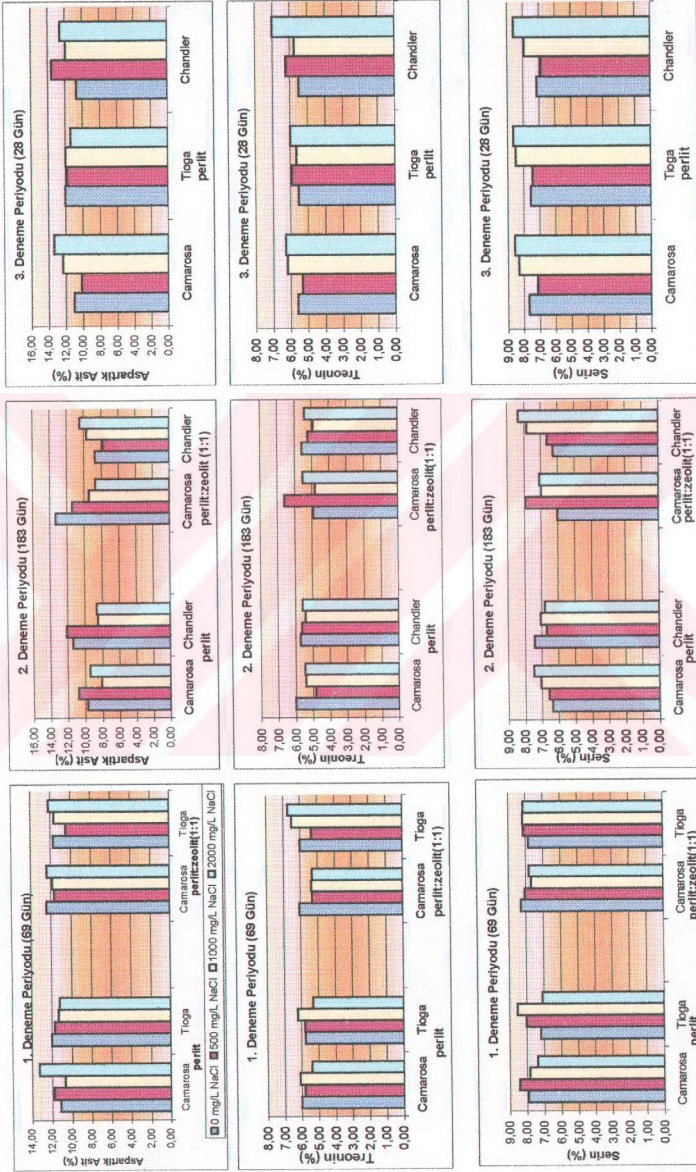 1. Deneme Periyodu (69 Gün)
Aspartik Asit (%)
14,00
12,00
10,00
8,00
6,00
4,00
2,00
0,00
Camarosa Tioga Camarosa Tioga
perlit perlit:zeolit(1:1)
0 mg/L NaCl 500 mg/L NaCl 1000 mg/L NaCl 2000 mg/L NaCl
2. Deneme Periyodu (183 Gün)
Aspartik Asit (%)
16,00
14,00
12,00
10,00
8,00
6,00
4,00
2,00
0,00
Camarosa Chandler Camarosa Chandler
perlit perlit:zeolit (1:1)
3. Deneme Periyodu (28 Gün)
Aspartik Asit (%)
16,00
14,00
12,00
10,00
8,00
6,00
4,00
2,00
0,00
Camarosa Tioga Chandler
perlit
1. Deneme Periyodu (69 Gün)
Treonin (%)
8,00
7,00
6,00
5,00
4,00
3,00
2,00
1,00
0,00
Camarosa Tioga Camarosa Tioga
perlit perlit:zeolit(1:1)
2. Deneme Periyodu (183 Gün)
Treonin (%)
8,00
7,00
6,00
5,00
4,00
3,00
2,00
1,00
0,00
Camarosa Chandler Camarosa Chandler
perlit perlit:zeolit(1:1)
3. Deneme Periyodu (28 Gün)
Treonin (%)
8,00
7,00
6,00
5,00
4,00
3,00
2,00
1,00
0,00
Camarosa Tioga Chandler
perlit
1. Deneme Periyodu (69 Gün)
Serin (%)
9,00
8,00
7,00
6,00
5,00
4,00
3,00
2,00
1,00
0,00
Camarosa Tioga Camarosa Tioga
perlit perlit:zeolit(1:1)
2. Deneme Periyodu (183 Gün)
Serin (%)
9,00
8,00
7,00
6,00
5,00
4,00
3,00
2,00
1,00
0,00
Camarosa Chandler Camarosa Chandler
perlit perlit:zeolit(1:1)
3. Deneme Periyodu (28 Gün)
Serin (%)
9,00
8,00
7,00
6,00
5,00
4,00
3,00
2,00
1,00
0,00
Camarosa Tioga Chandler
perlit